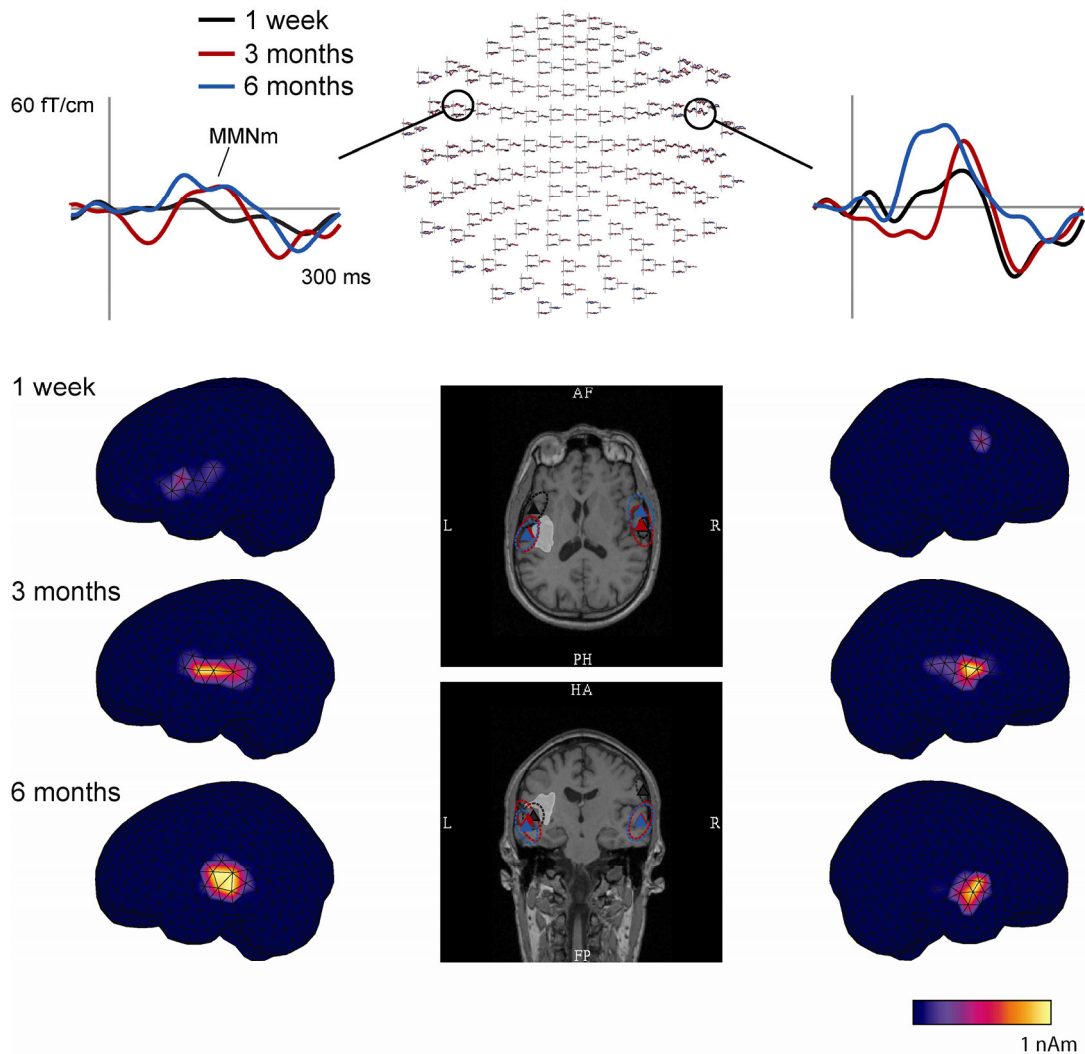 1 week
3 months
6 months
60 fT/cm
MMNm
300 ms
1 week
AF
L
R
3 months
PH
HA
6 months
L
R
FP
1 nAm